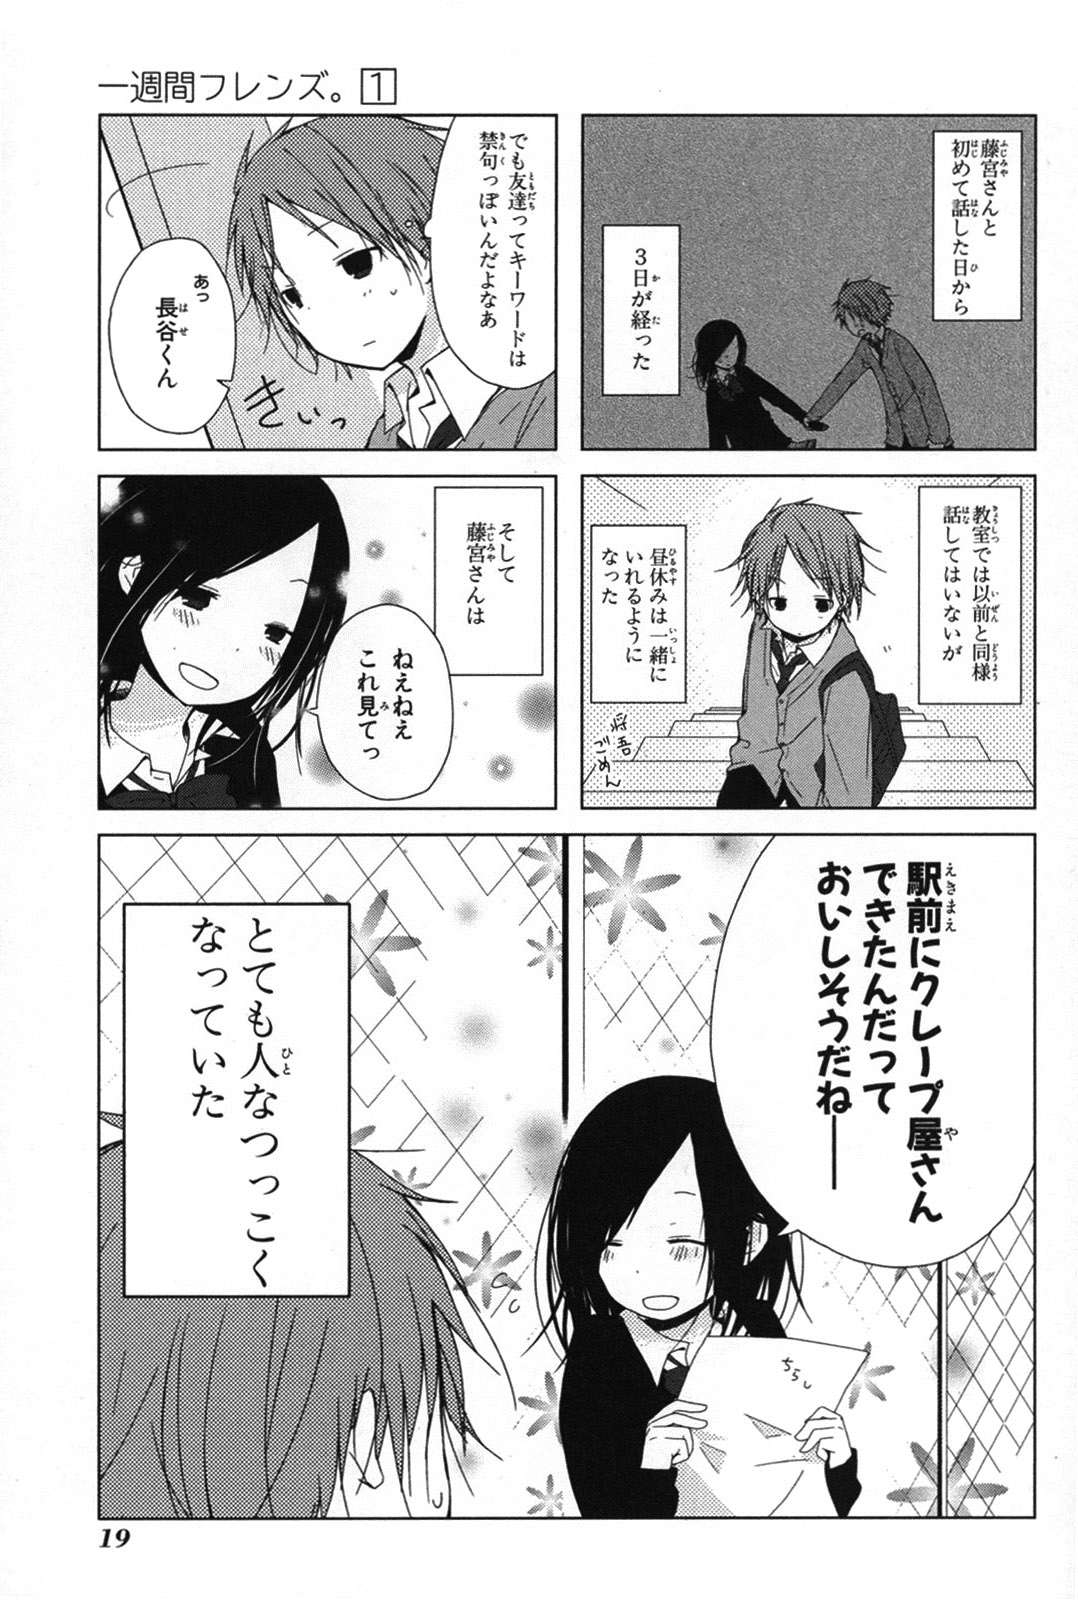 一週間フレンズ。 1
藤宮さんと
初めて話した日から
3日が経った
教室では以前と同様
話してはいないが
昼休みは一緒に
いれるように
なった
将吾
ごめん
でも友達ってキーワードは
禁句っぽいんだよなあ
きぃっ
あっ
長谷くん
そして
藤宮さんは
ねえねえ
これ見てっ
駅前にクレープ屋さん
できたんだって
おいしそうだね――
ちらし
とても人なつっこく
なっていた
19